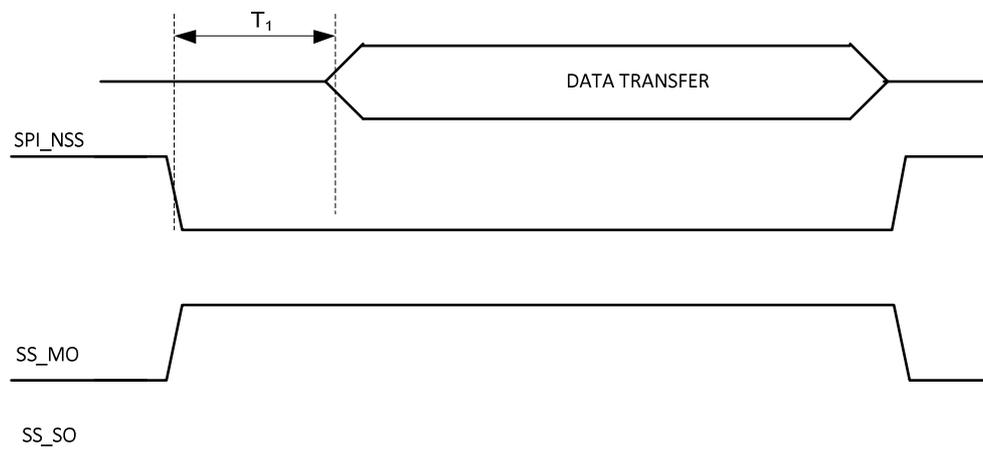 T₁
DATA TRANSFER
SPI_NSS
SS_MO
SS_SO